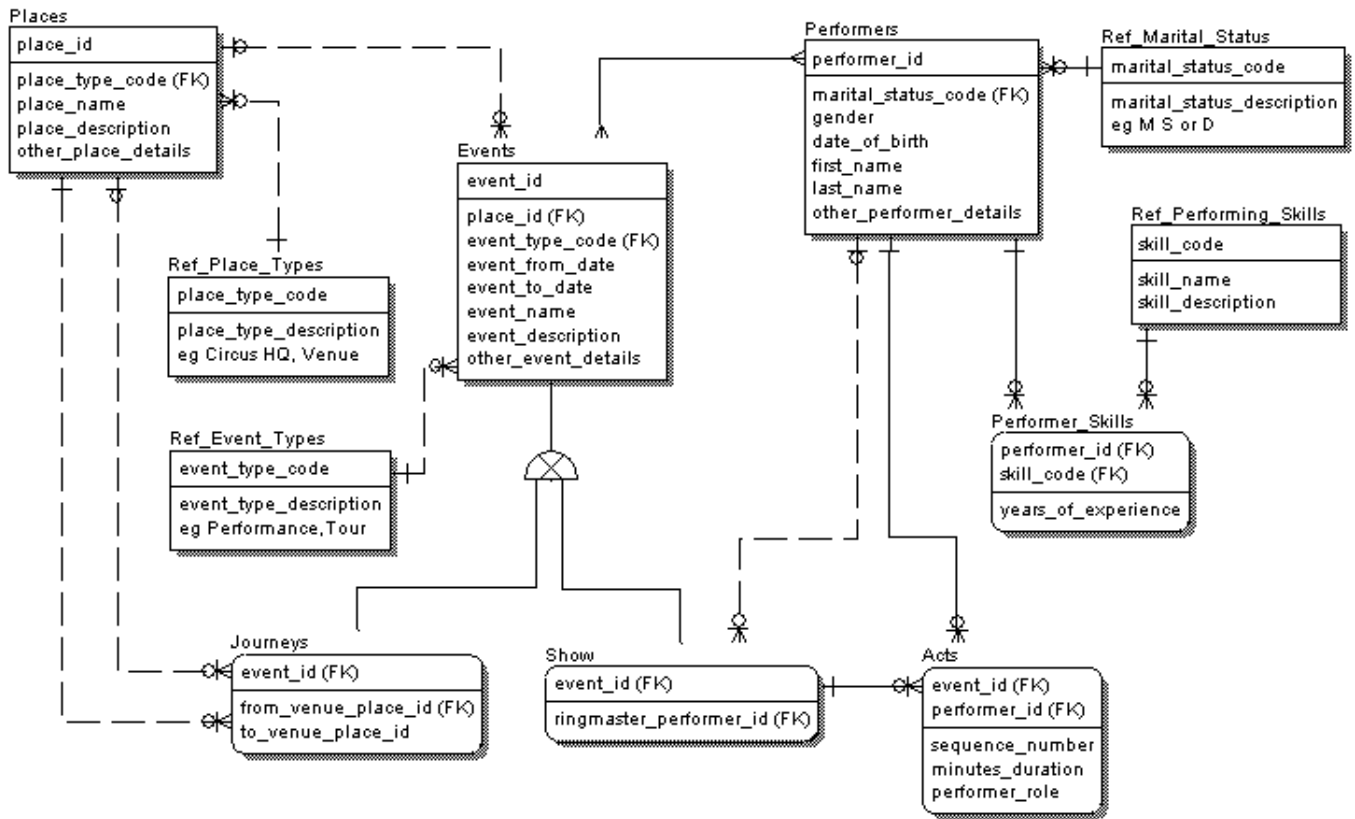 Places
place_id
place_type_code (FK)
place_name
place_description
other_place_details
Performers
performer_id
marital_status_code (FK)
gender
date_of_birth
first_name
last_name
other_performer_details
Ref_Marital_Status
marital_status_code
marital_status_description
eg M S or D
Events
event_id
place_id (FK)
event_type_code (FK)
event_from_date
event_to_date
event_name
event_description
other_event_details
Ref_Performing_Skills
skill_code
skill_name
skill_description
Ref_Place_Types
place_type_code
place_type_description
eg Circus HQ, Venue
Ref_Event_Types
event_type_code
event_type_description
eg Performance,Tour
Performer_Skills
performer_id (FK)
skill_code (FK)
years_of_experience
Journeys
event_id (FK)
from_venue_place_id (FK)
to_venue_place_id
Show
event_id (FK)
ringmaster_performer_id (FK)
Acts
event_id (FK)
performer_id (FK)
sequence_number
minutes_duration
performer_role